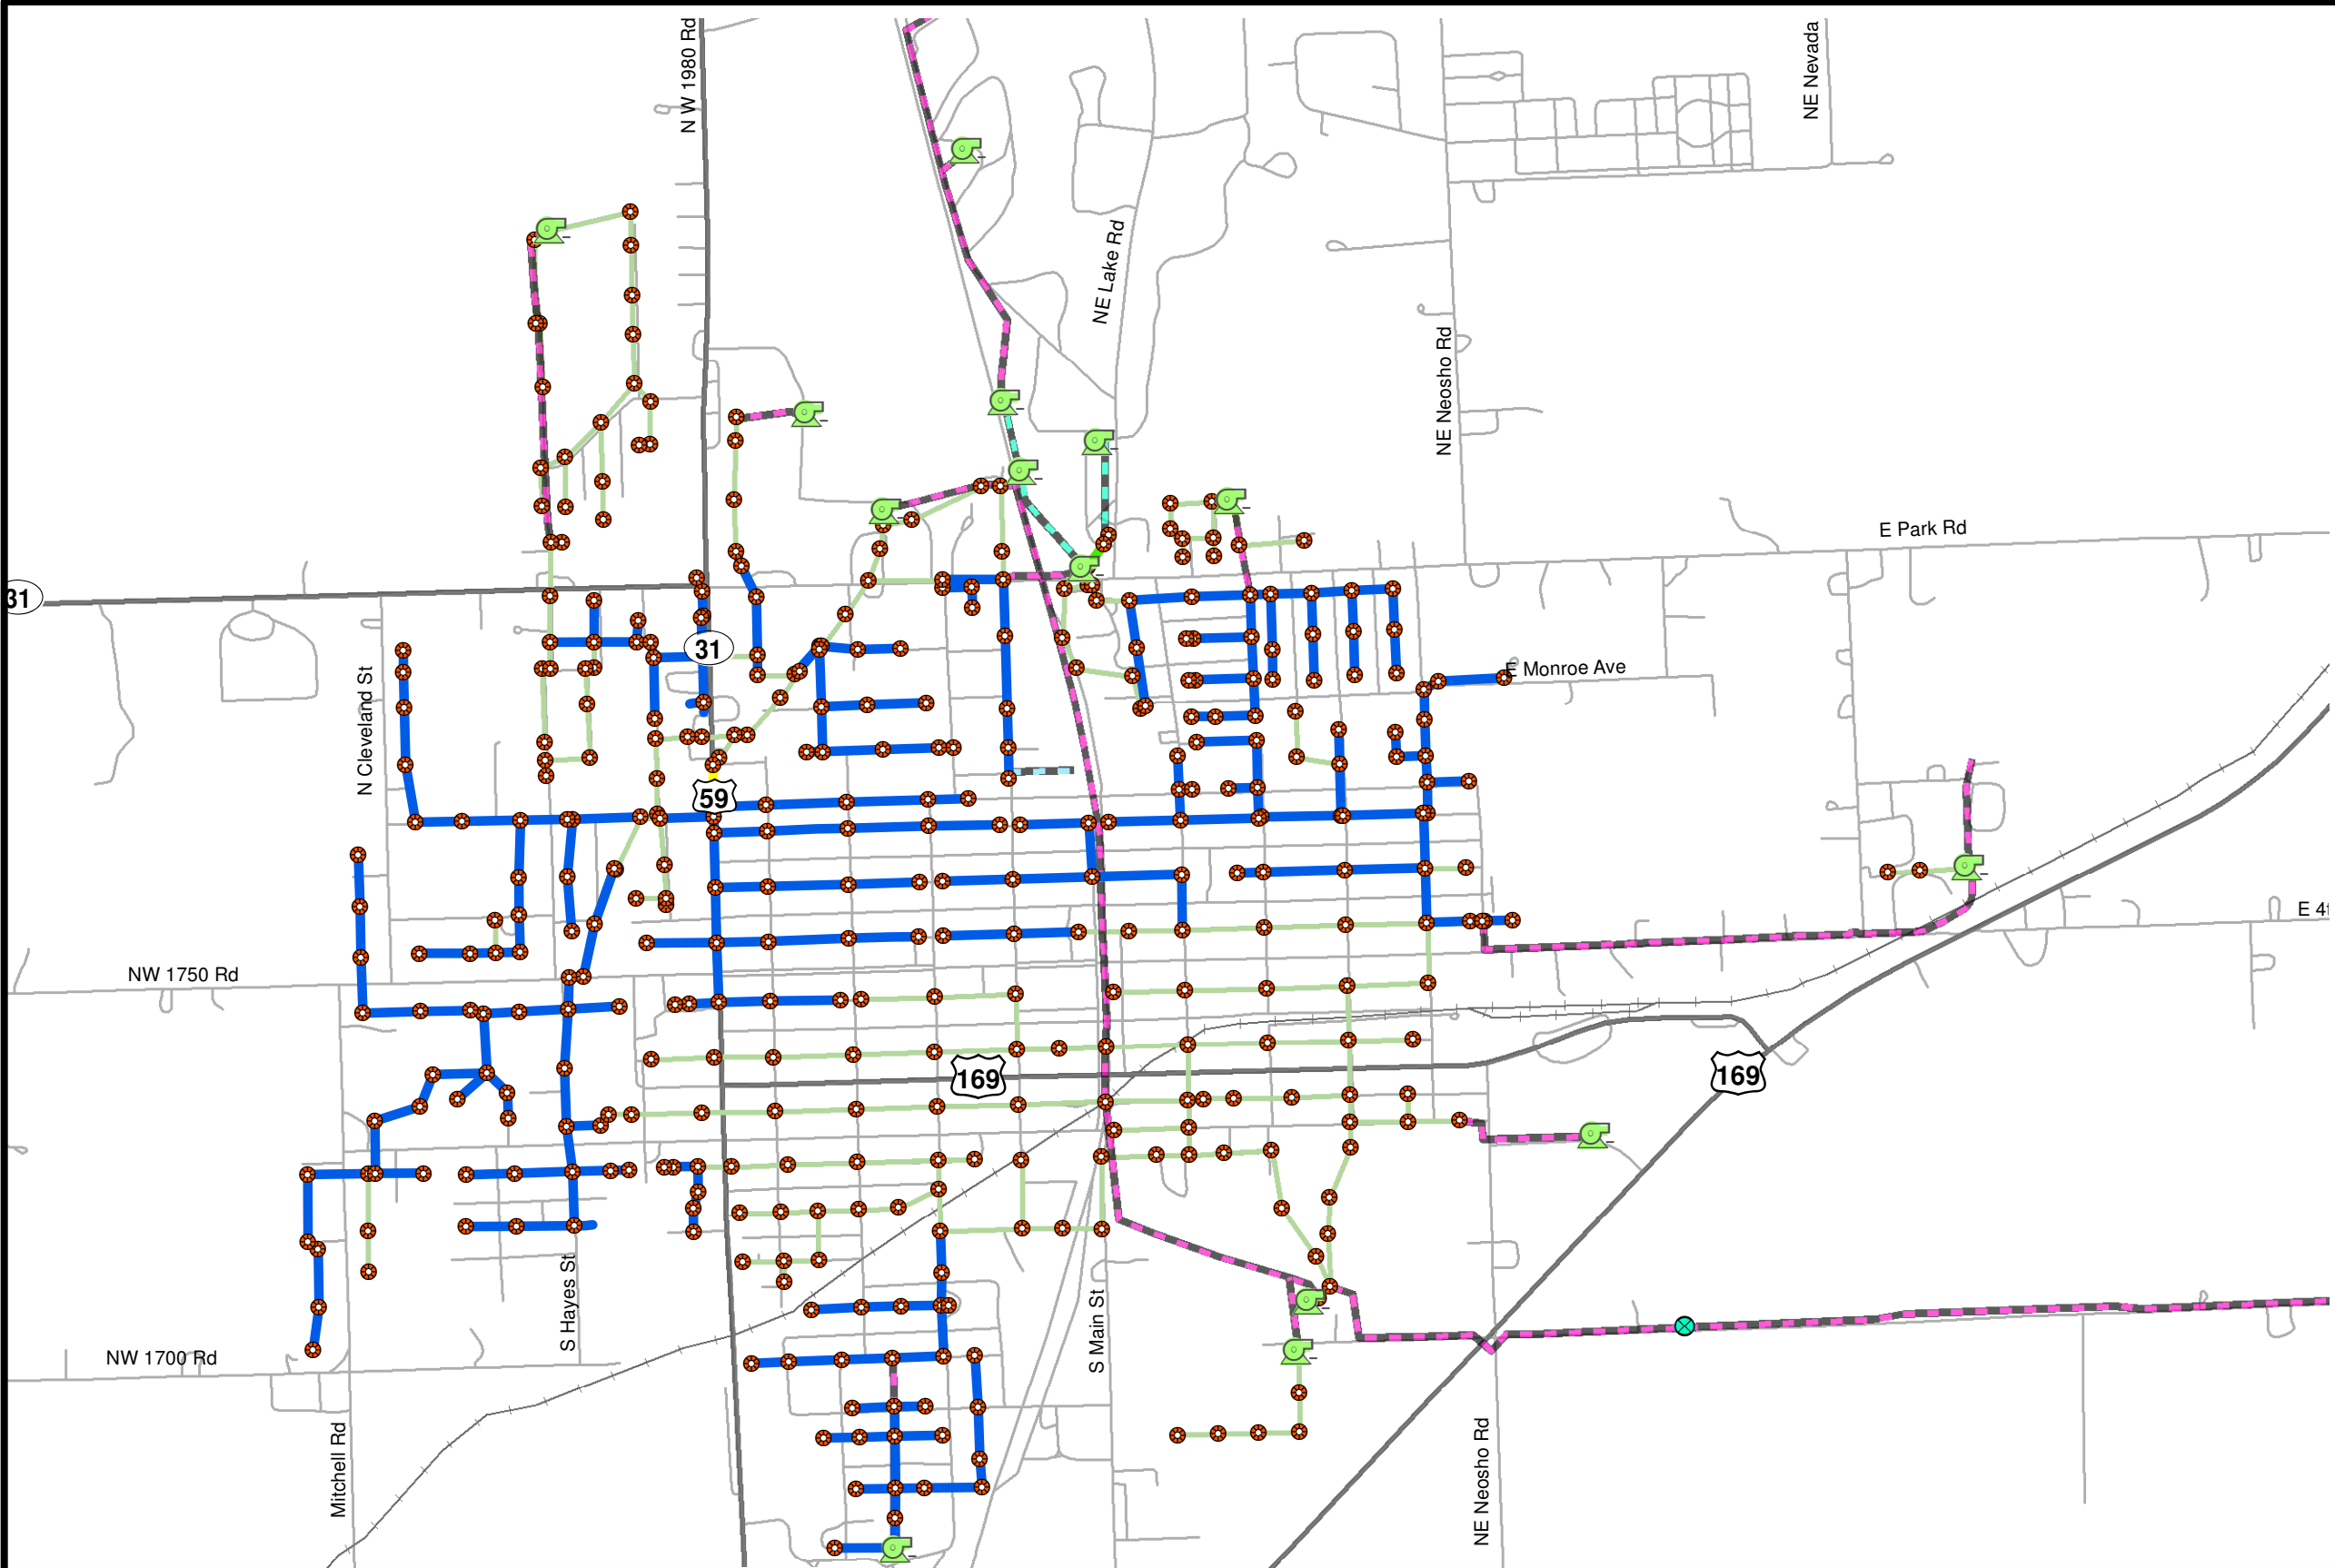 N W 1980 Rd
NE Nevada
NE Lake Rd
NE Neosho Rd
E Park Rd
31
31
E Monroe Ave
N Cleveland St
59
E 4
NW 1750 Rd
169
169
S Hayes St
S Main St
NW 1700 Rd
Mitchell Rd
NE Neosho Rd